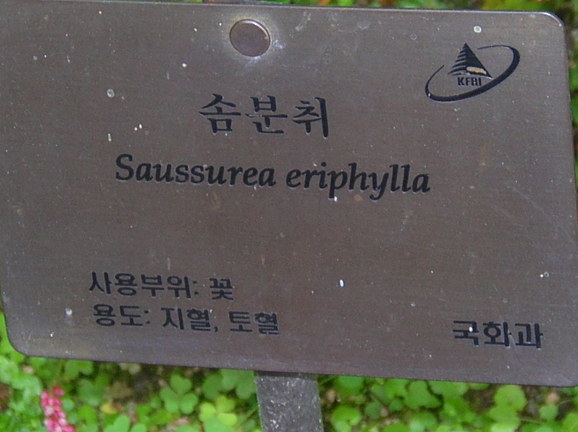 KFRI
솜분취
Saussurea eriphylla
사용부위: 꽃
용도: 지혈, 토혈
국화과